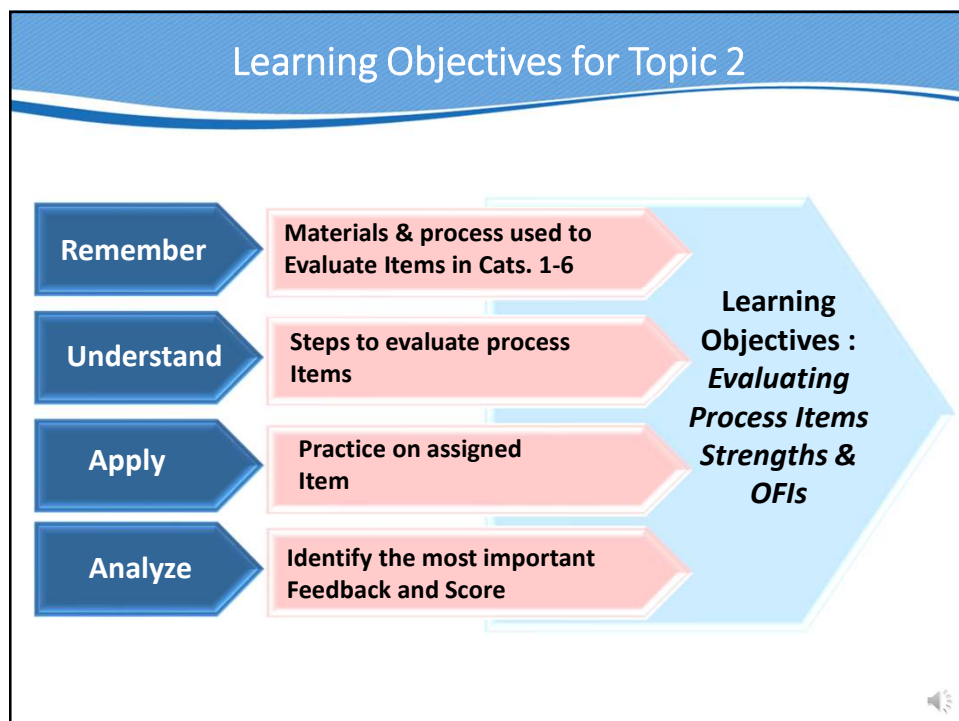 Learning Objectives for Topic 2
Remember
Materials & process used to
Evaluate Items in Cats. 1-6
Understand
Steps to evaluate process
Items
Apply
Practice on assigned
Item
Analyze
Identify the most important
Feedback and Score
Learning
Objectives :
Evaluating
Process Items
Strengths &
OFIs